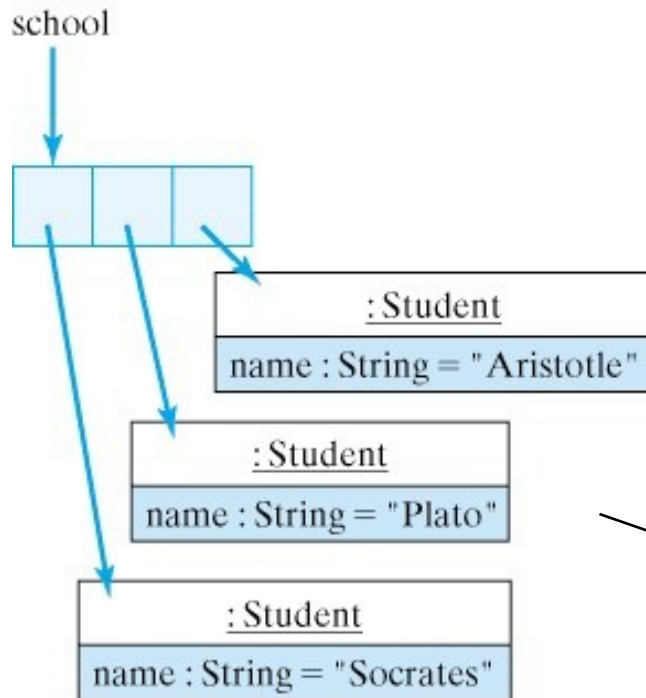 school
:Student
name : String = "Aristotle"
:Student
name : String = "Plato"
:Student
name : String = "Socrates"